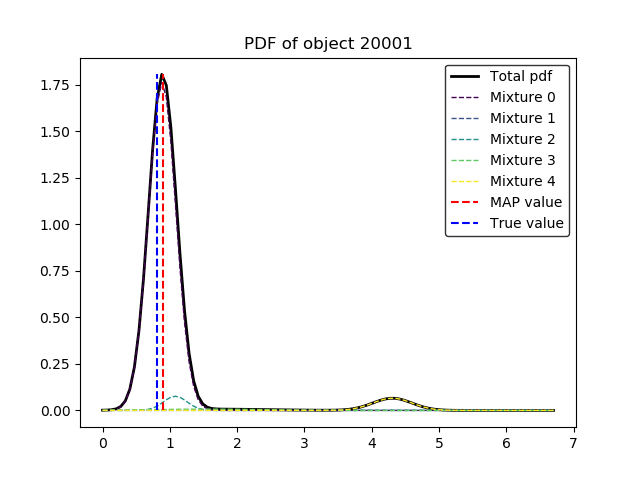 PDF of object 20001
Total pdf
Mixture 0
Mixture 1
Mixture 2
Mixture 3
Mixture 4
MAP value
True value
1.75
1.50
1.25
1.00
0.75
0.50
0.25
0.00
0 1 2 3 4 5 6 7